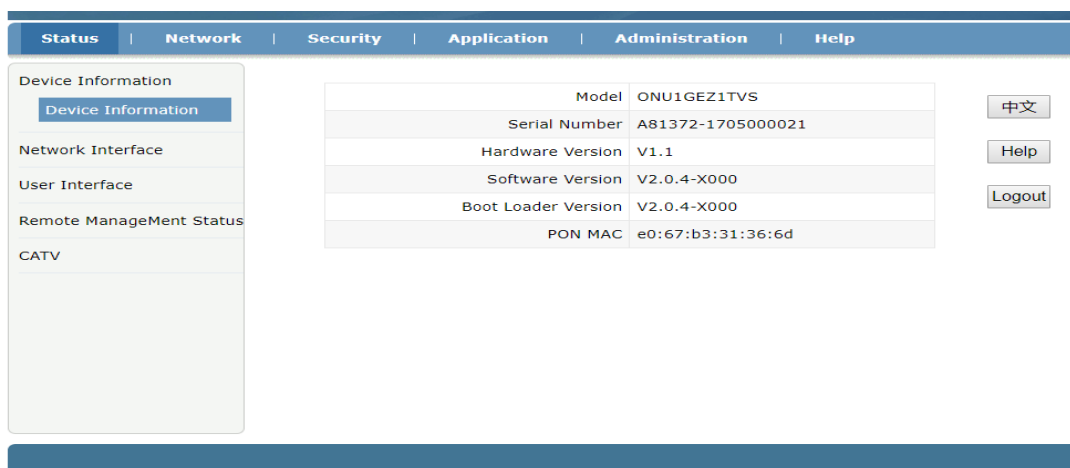 Status | Network | Security | Application | Administration | Help
Device Information
Device Information
Network Interface
User Interface
Remote ManageMent Status
CATV
Model ONU1GEZ1TVS
Serial Number A81372-1705000021
Hardware Version V1.1
Software Version V2.0.4-X000
Boot Loader Version V2.0.4-X000
PON MAC e0:67:b3:31:36:6d
中文
Help
Logout